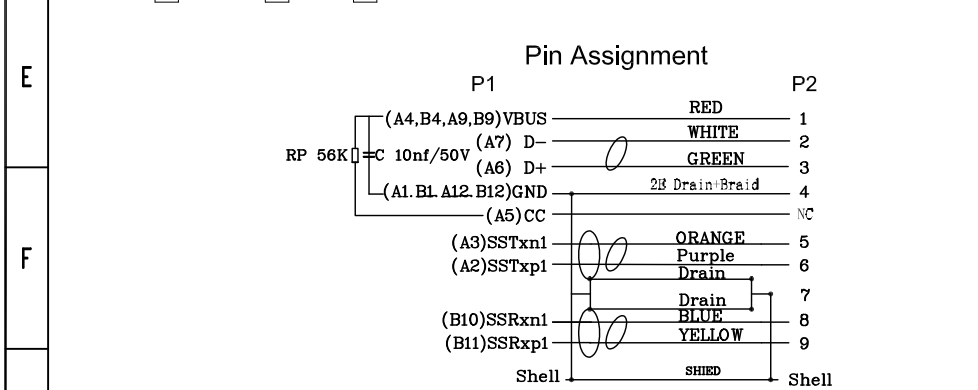 Pin Assignment
P1 P2
E
(A4,B4,A9,B9)VBUS RED 1
(A7) D- WHITE 2
RP 56K C 10nf/50V
(A6) D+ GREEN 3
(A1.B1.A12.B12)GND 2E Drain+Braid 4
(A5)CC NC
(A3)SSTxn1 ORANGE 5
F
(A2)SSTxp1 Purple 6
Drain
7
Drain
(B10)SSRxn1 BLUE 8
(B11)SSRxp1 YELLOW 9
Shell SHIED Shell